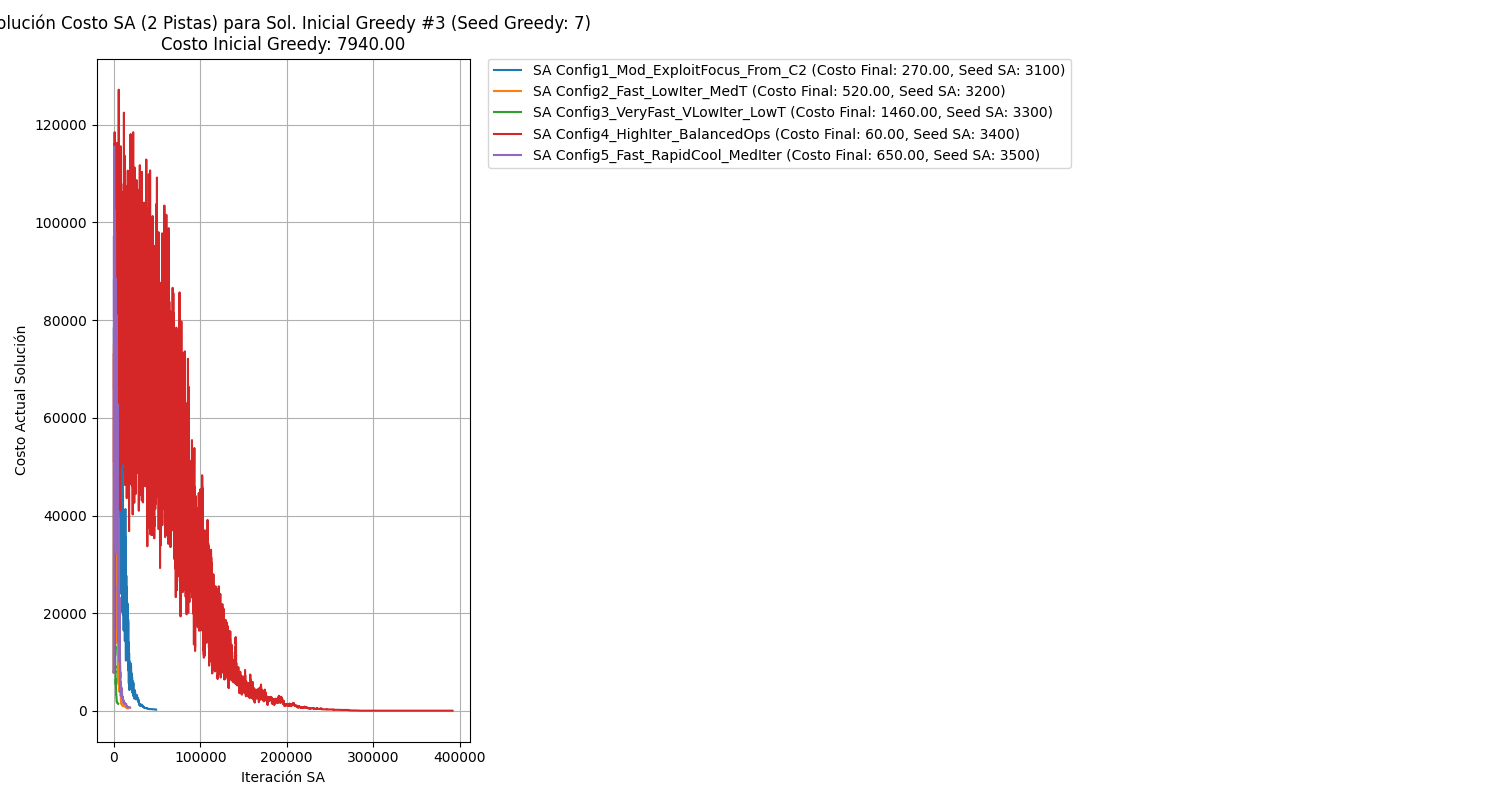 olución Costo SA (2 Pistas) para Sol. Inicial Greedy #3 (Seed Greedy: 7)
Costo Inicial Greedy: 7940.00
SA Config1_Mod_ExploitFocus_From_C2 (Costo Final: 270.00, Seed SA: 3100)
SA Config2_Fast_LowIter_MedT (Costo Final: 520.00, Seed SA: 3200)
SA Config3_VeryFast_VLowIter_LowT (Costo Final: 1460.00, Seed SA: 3300)
SA Config4_HighIter_BalancedOps (Costo Final: 60.00, Seed SA: 3400)
SA Config5_Fast_RapidCool_MedIter (Costo Final: 650.00, Seed SA: 3500)
Costo Actual Solución
120000
100000
80000
60000
40000
20000
0
0 100000 200000 300000 400000
Iteración SA